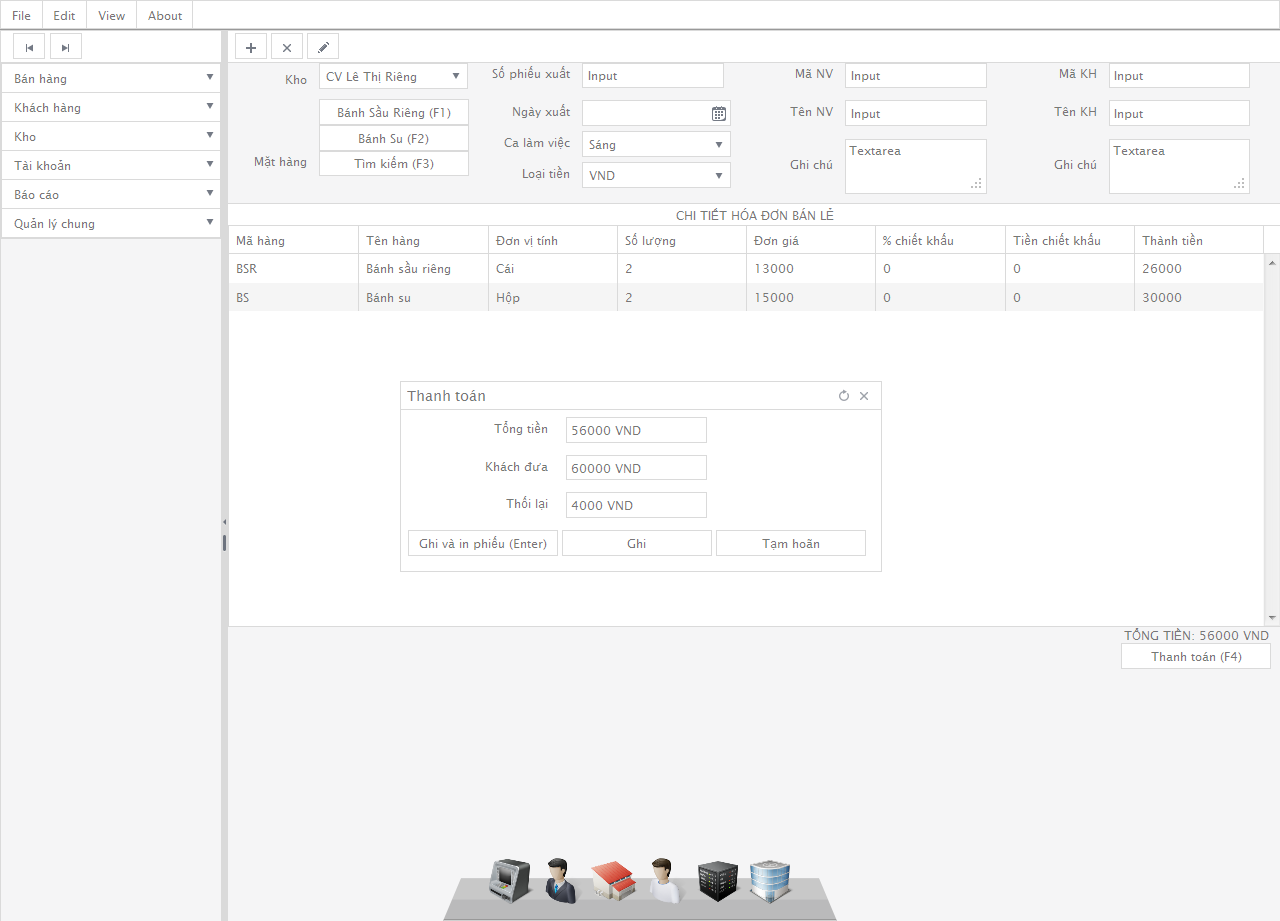 File Edit View About
Bán hàng
Khách hàng
Kho
Tài khoản
Báo cáo
Quản lý chung
Kho CV Lê Thị Riêng Số phiếu xuất Input Mã NV Input Mã KH Input
Bánh Sầu Riêng (F1) Ngày xuất Tên NV Input Tên KH Input
Bánh Su (F2) Ca làm việc Sáng
Mặt hàng Tìm kiếm (F3) Loại tiền VND Ghi chú Textarea Ghi chú Textarea
CHI TIẾT HÓA ĐƠN BÁN LẺ
Mã hàng Tên hàng Đơn vị tính Số lượng Đơn giá % chiết khấu Tiền chiết khấu Thành tiền
BSR Bánh sầu riêng Cái 2 13000 0 0 26000
BS Bánh su Hộp 2 15000 0 0 30000
Thanh toán
Tổng tiền 56000 VND
Khách đưa 60000 VND
Thối lại 4000 VND
Ghi và in phiếu (Enter) Ghi Tạm hoãn
TỔNG TIỀN: 56000 VND
Thanh toán (F4)